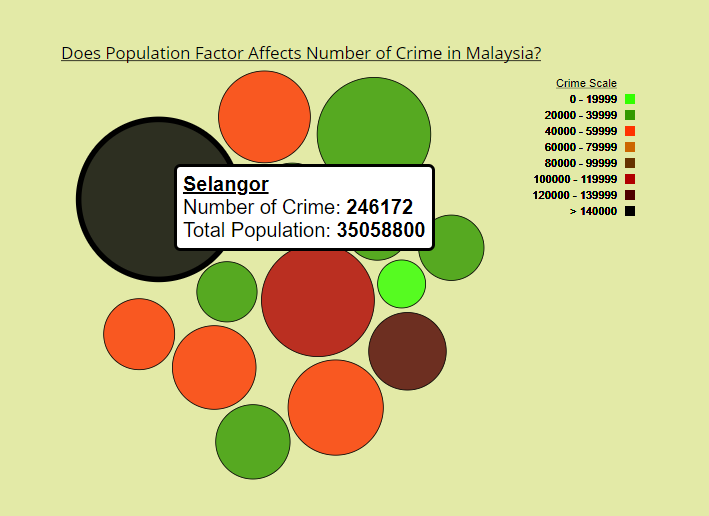 Does Population Factor Affects Number of Crime in Malaysia?
Crime Scale
0 - 19999
20000 - 39999
40000 - 59999
60000 - 79999
80000 - 99999
100000 - 119999
120000 - 139999
> 140000
Selangor
Number of Crime: 246172
Total Population: 35058800